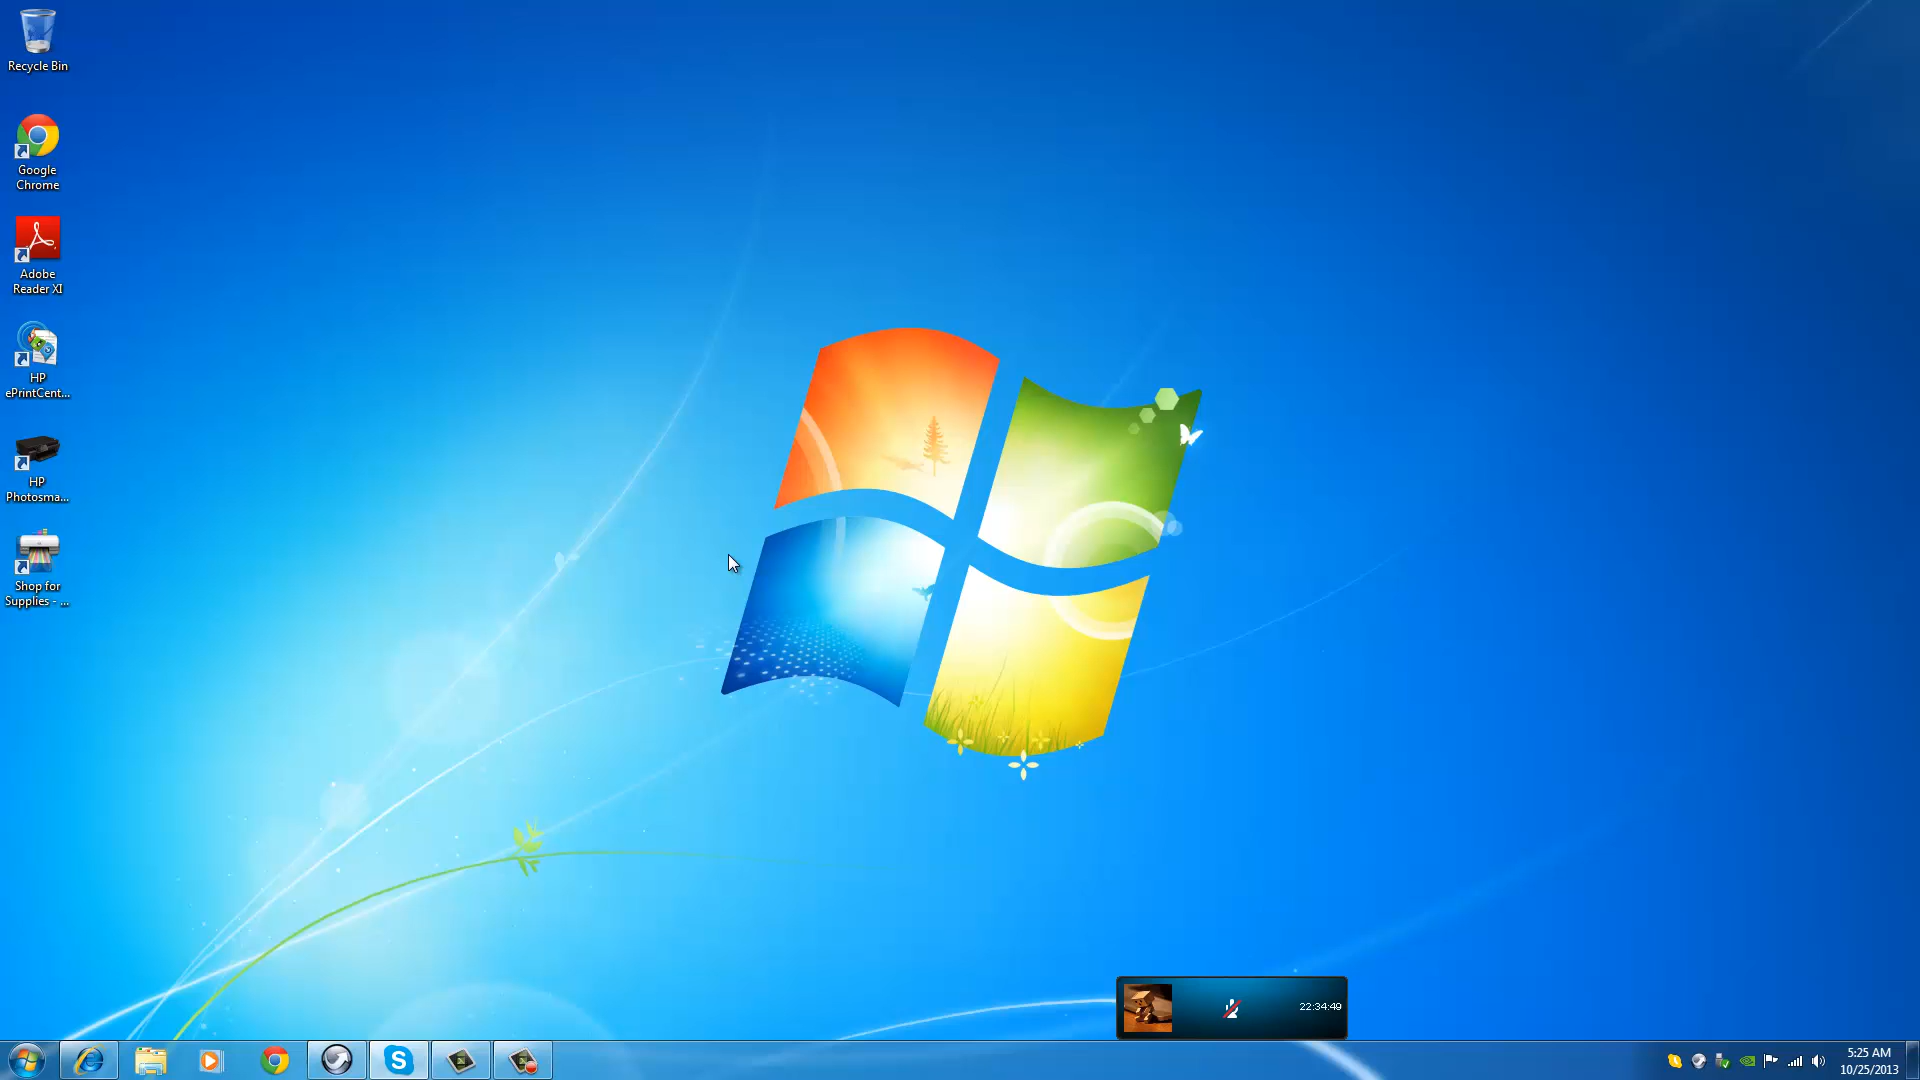 Recycle Bin
Google
Chrome
Adobe
Reader XI
HP
ePrintCent...
HP
Photosma...
Shop for
Supplies - ...
22:34:49
5:25 AM
10/25/2013